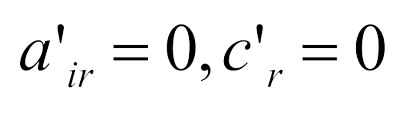 a'ir = 0, c'r = 0